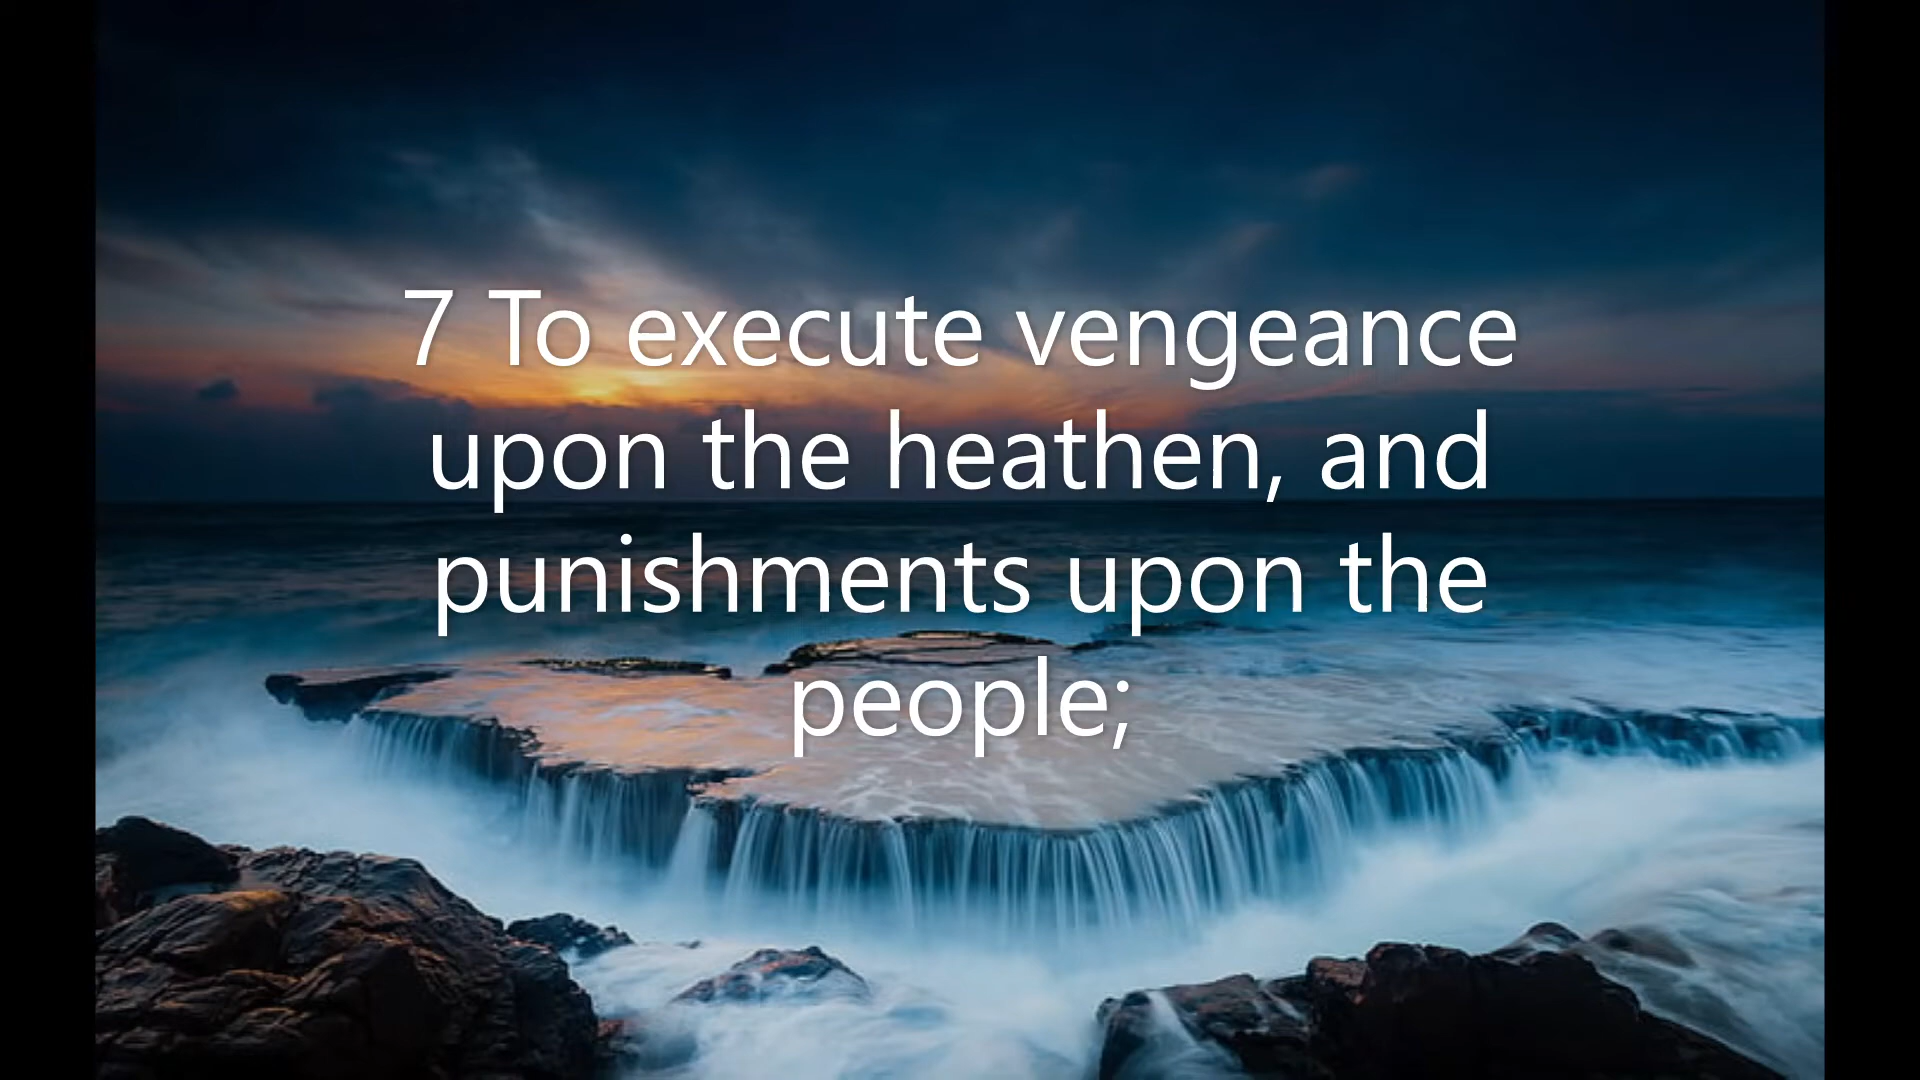 7 To execute vengeance
upon the heathen, and
punishments upon the
people;